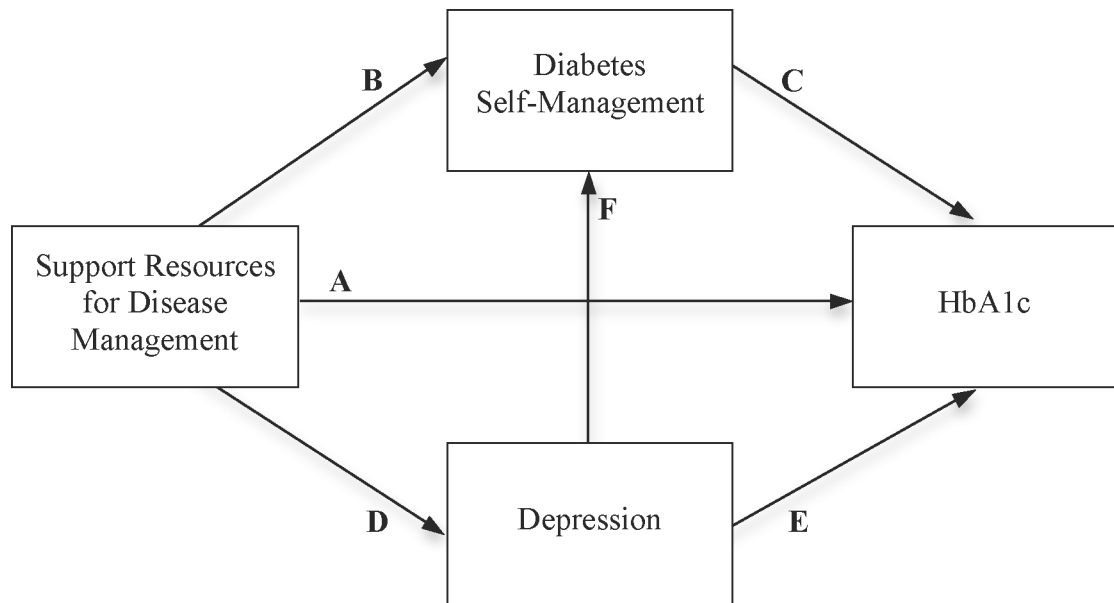 Diabetes
Self-Management
B
C
F
Support Resources
for Disease
Management
A
HbA1c
D
Depression
E